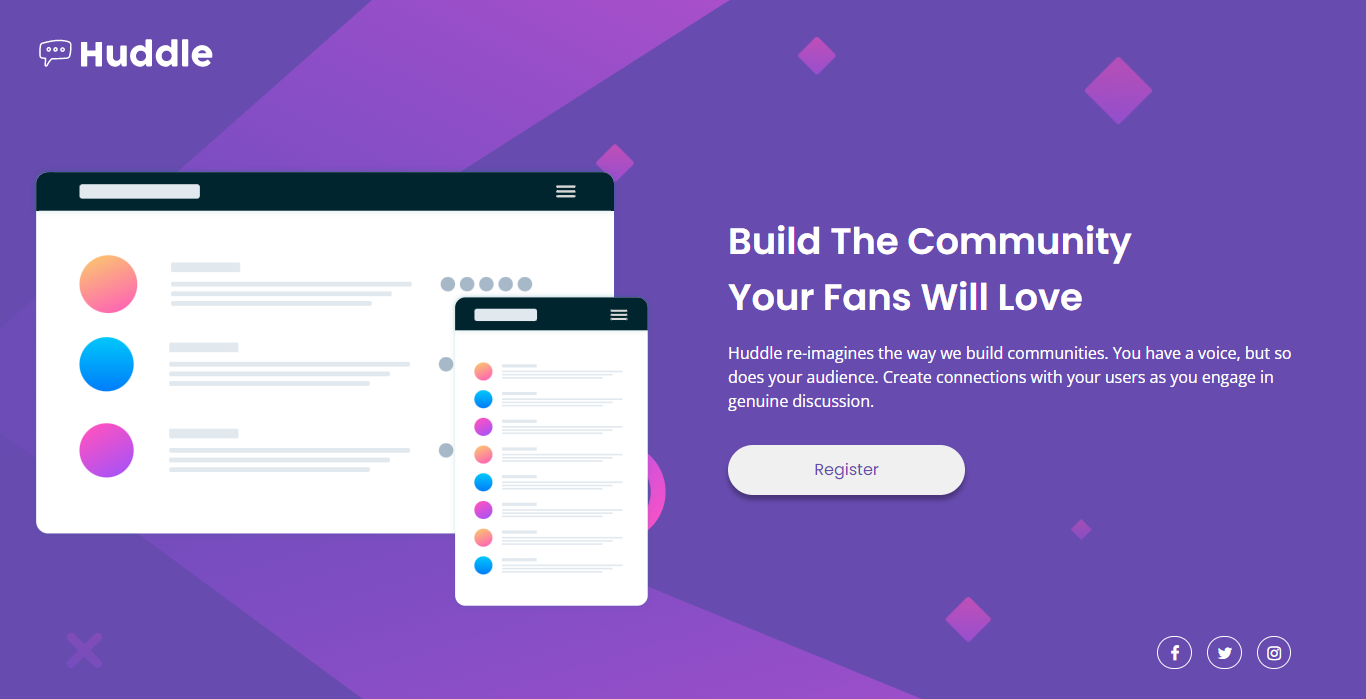 Huddle
Build The Community
Your Fans Will Love
Huddle re-imagines the way we build communities. You have a voice, but so
does your audience. Create connections with your users as you engage in
genuine discussion.
Register